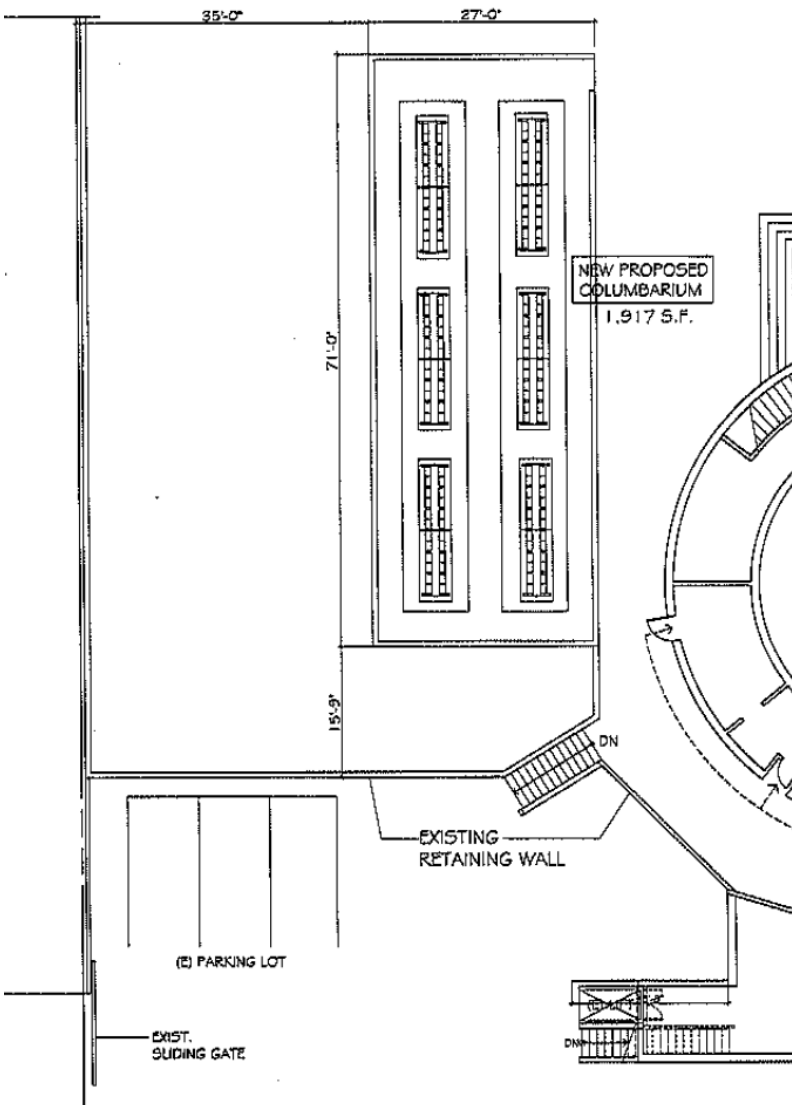 35'-0"
27'-0"
NEW PROPOSED
COLUMBARIUM
1,917 S.F.
71'-0"
15'-9"
DN
EXISTING
RETAINING WALL
(E) PARKING LOT
EXIST.
SLIDING GATE
DN